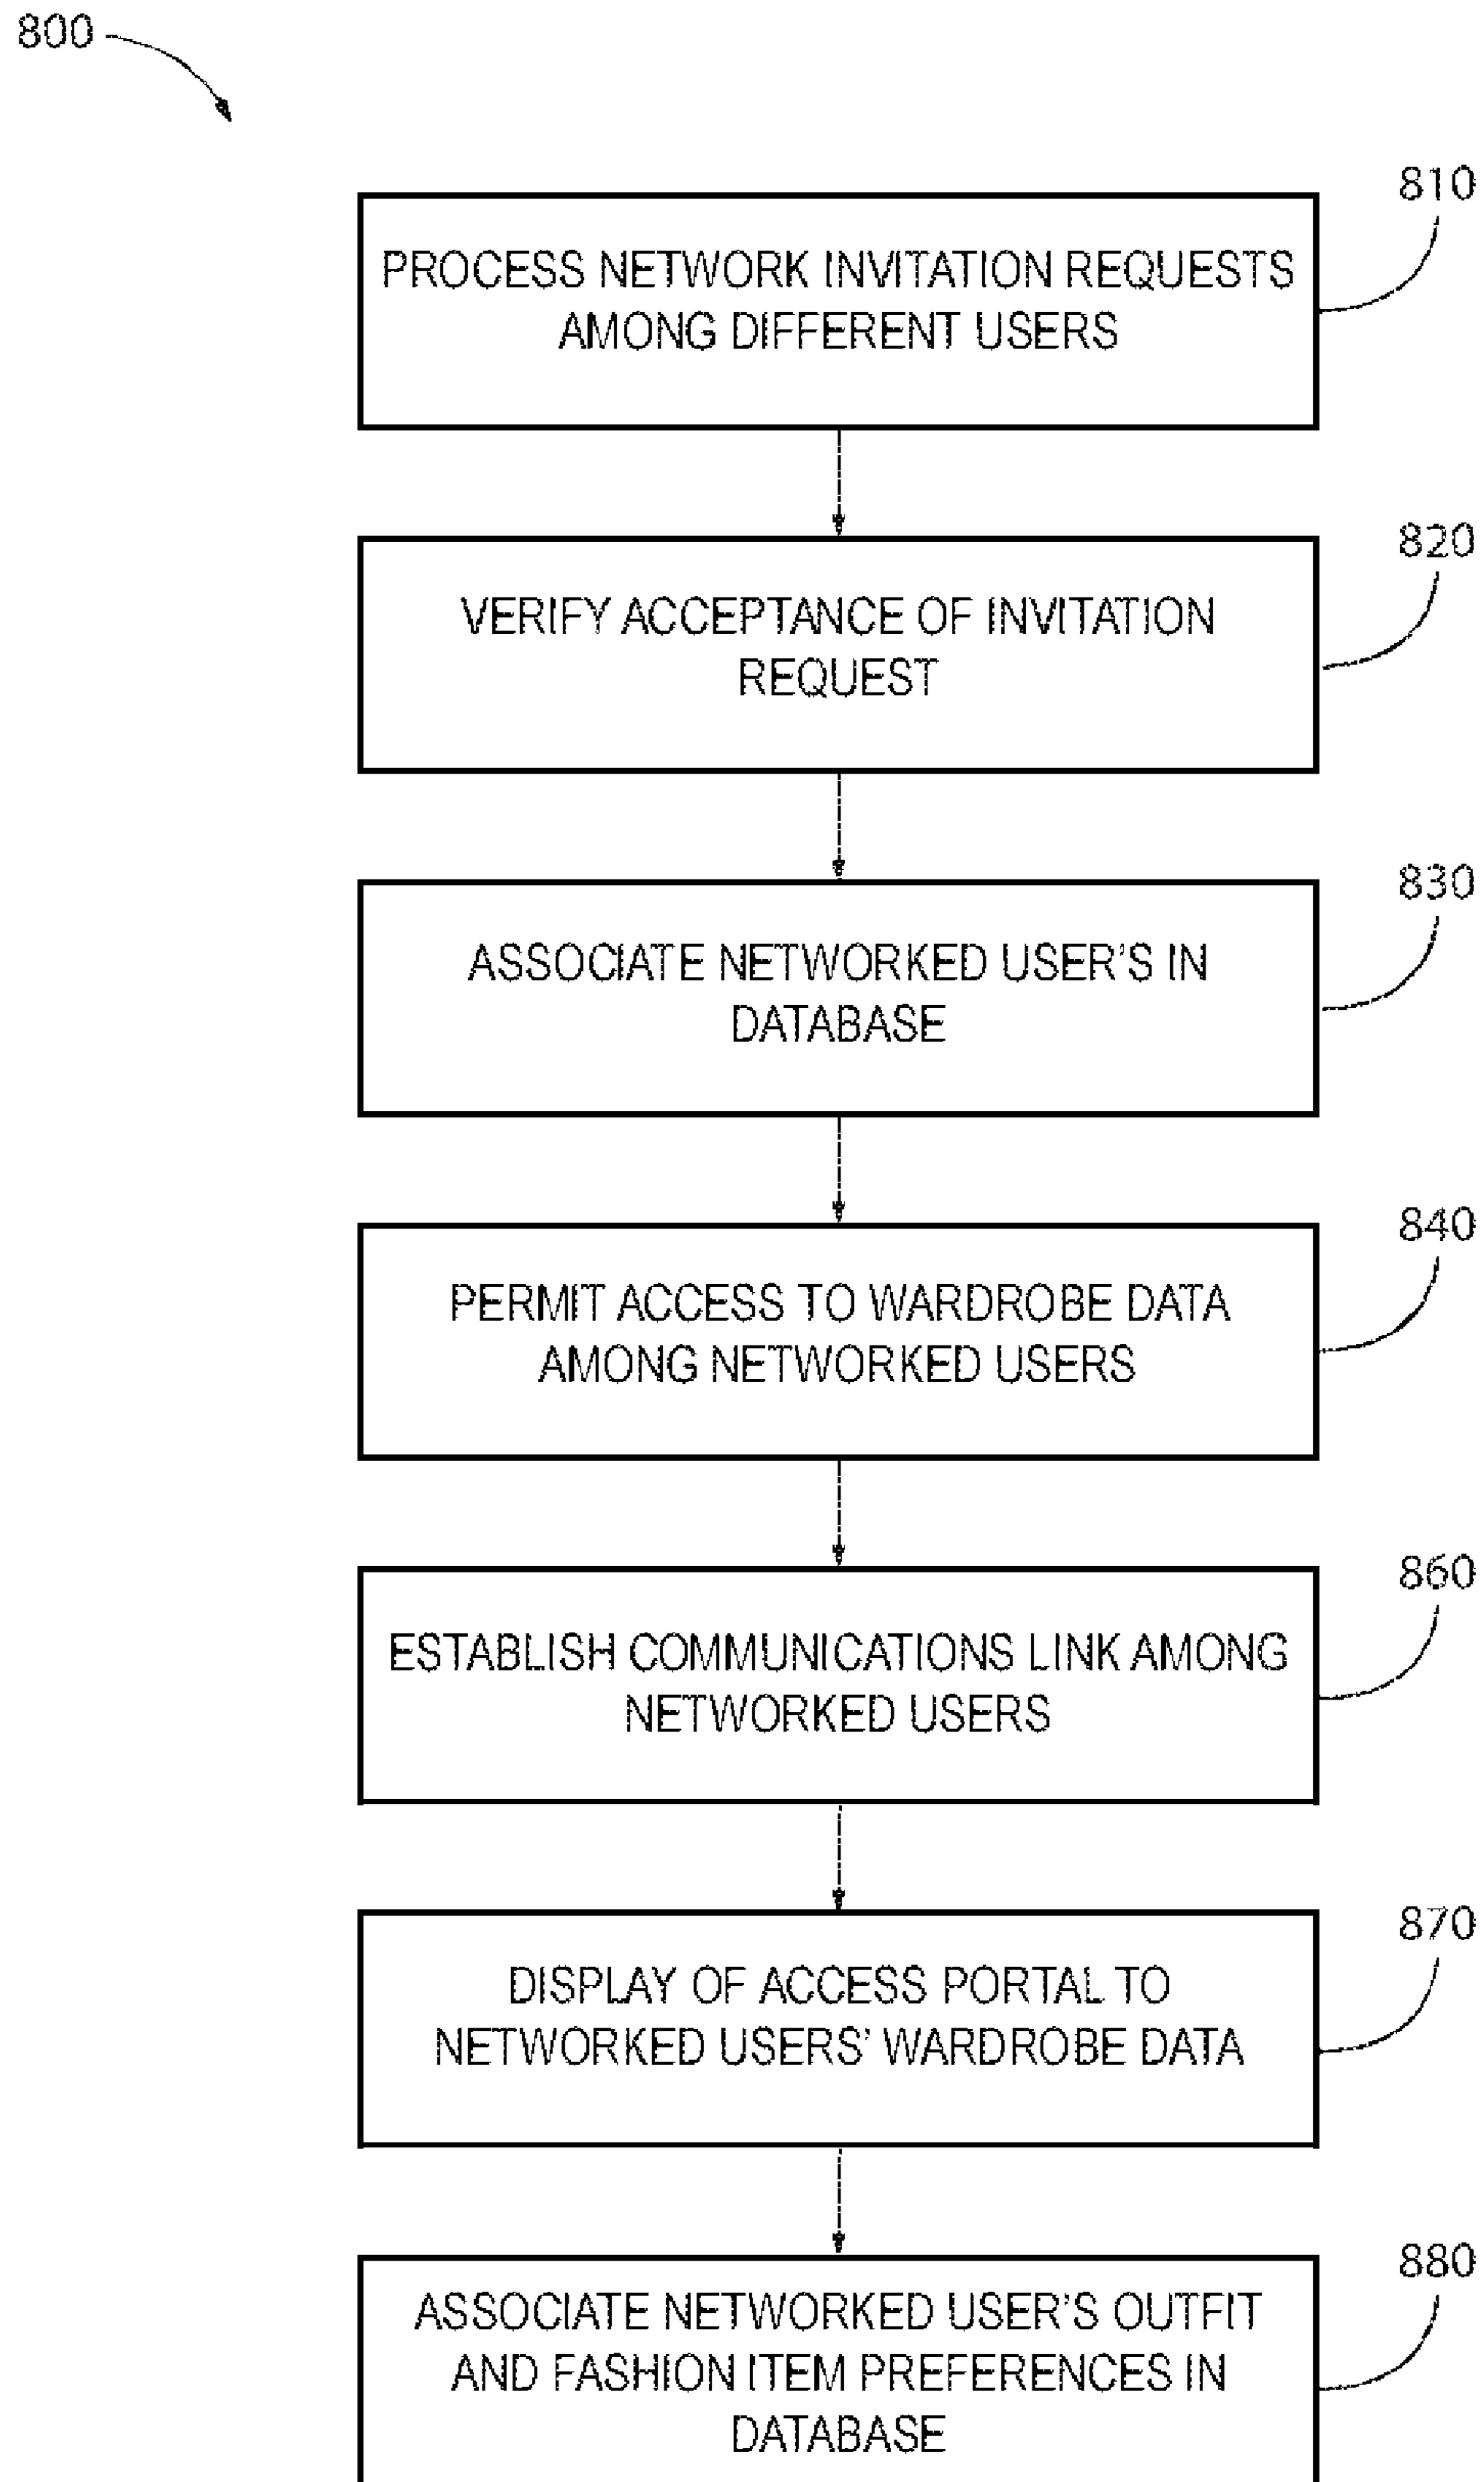 800
810
PROCESS NETWORK INVITATION REQUESTS
AMONG DIFFERENT USERS
820
VERIFY ACCEPTANCE OF INVITATION
REQUEST
830
ASSOCIATE NETWORKED USER'S IN
DATABASE
840
PERMIT ACCESS TO WARDROBE DATA
AMONG NETWORKED USERS
860
ESTABLISH COMMUNICATIONS LINK AMONG
NETWORKED USERS
870
DISPLAY OF ACCESS PORTAL TO
NETWORKED USERS' WARDROBE DATA
880
ASSOCIATE NETWORKED USER'S OUTFIT
AND FASHION ITEM PREFERENCES IN
DATABASE